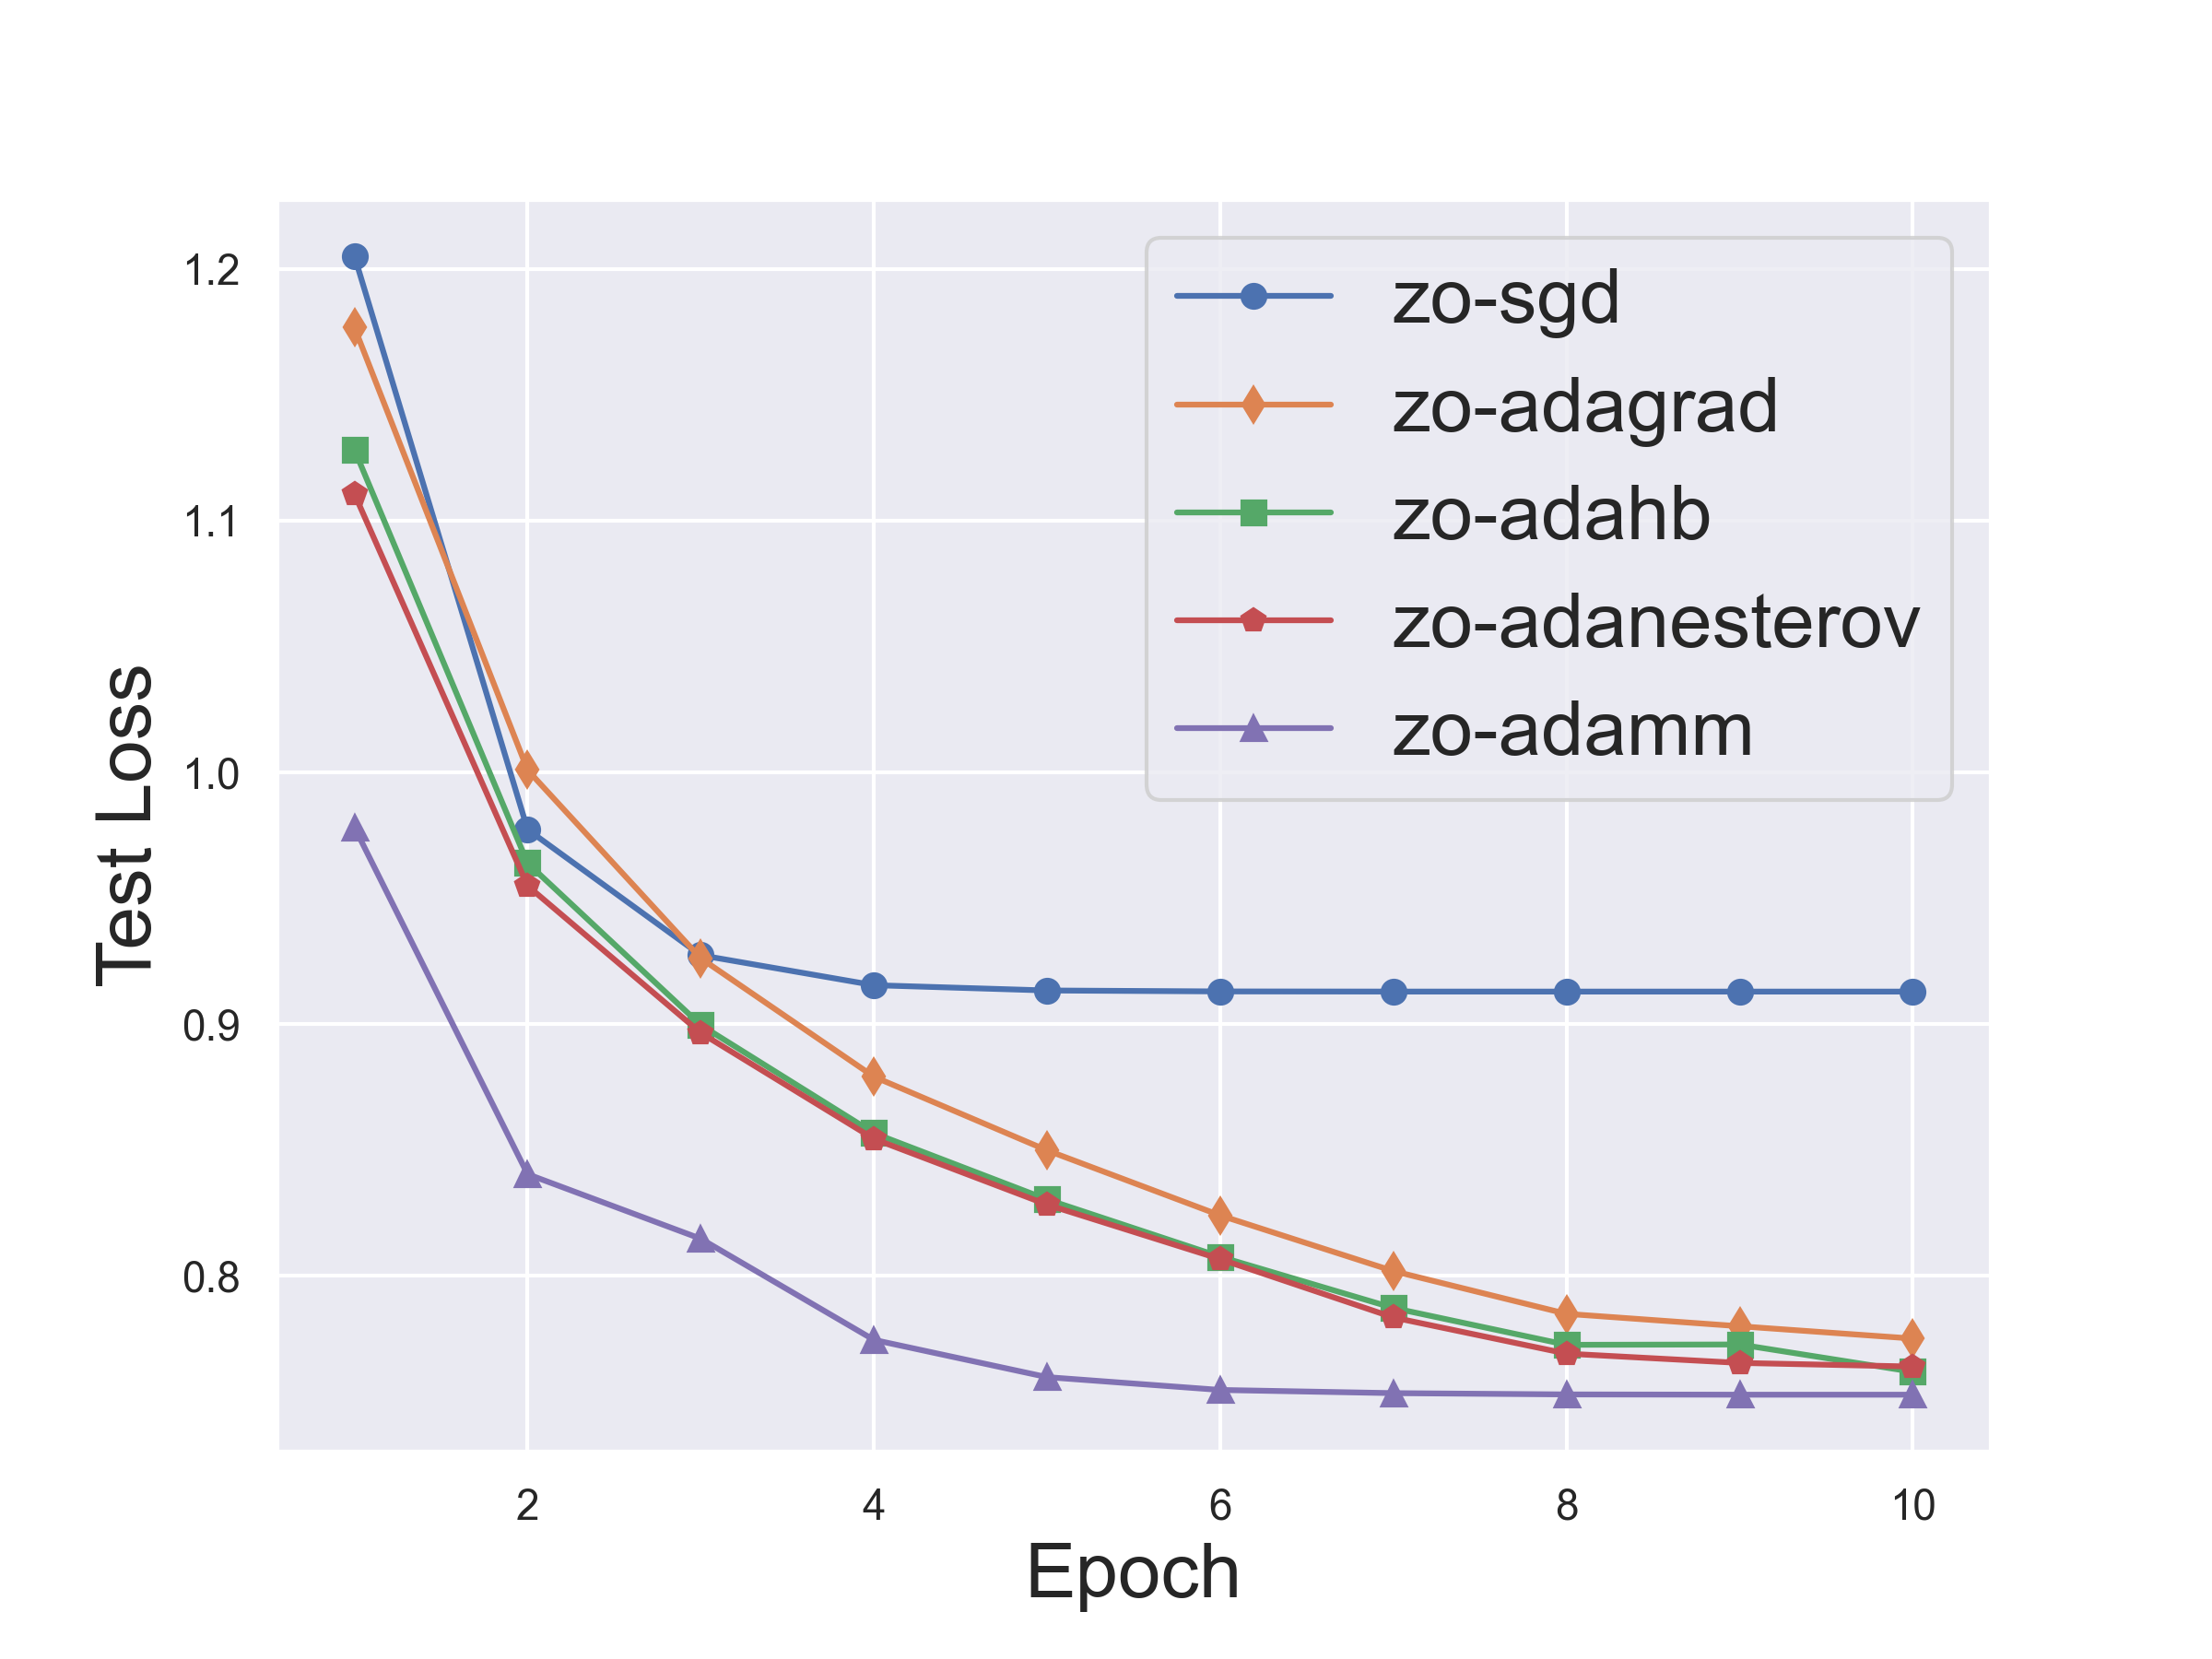 zo-sgd
zo-adagrad
zo-adahb
zo-adanesterov
zo-adamm
Test Loss
1.2
1.1
1.0
0.9
0.8
2 4 6 8 10
Epoch